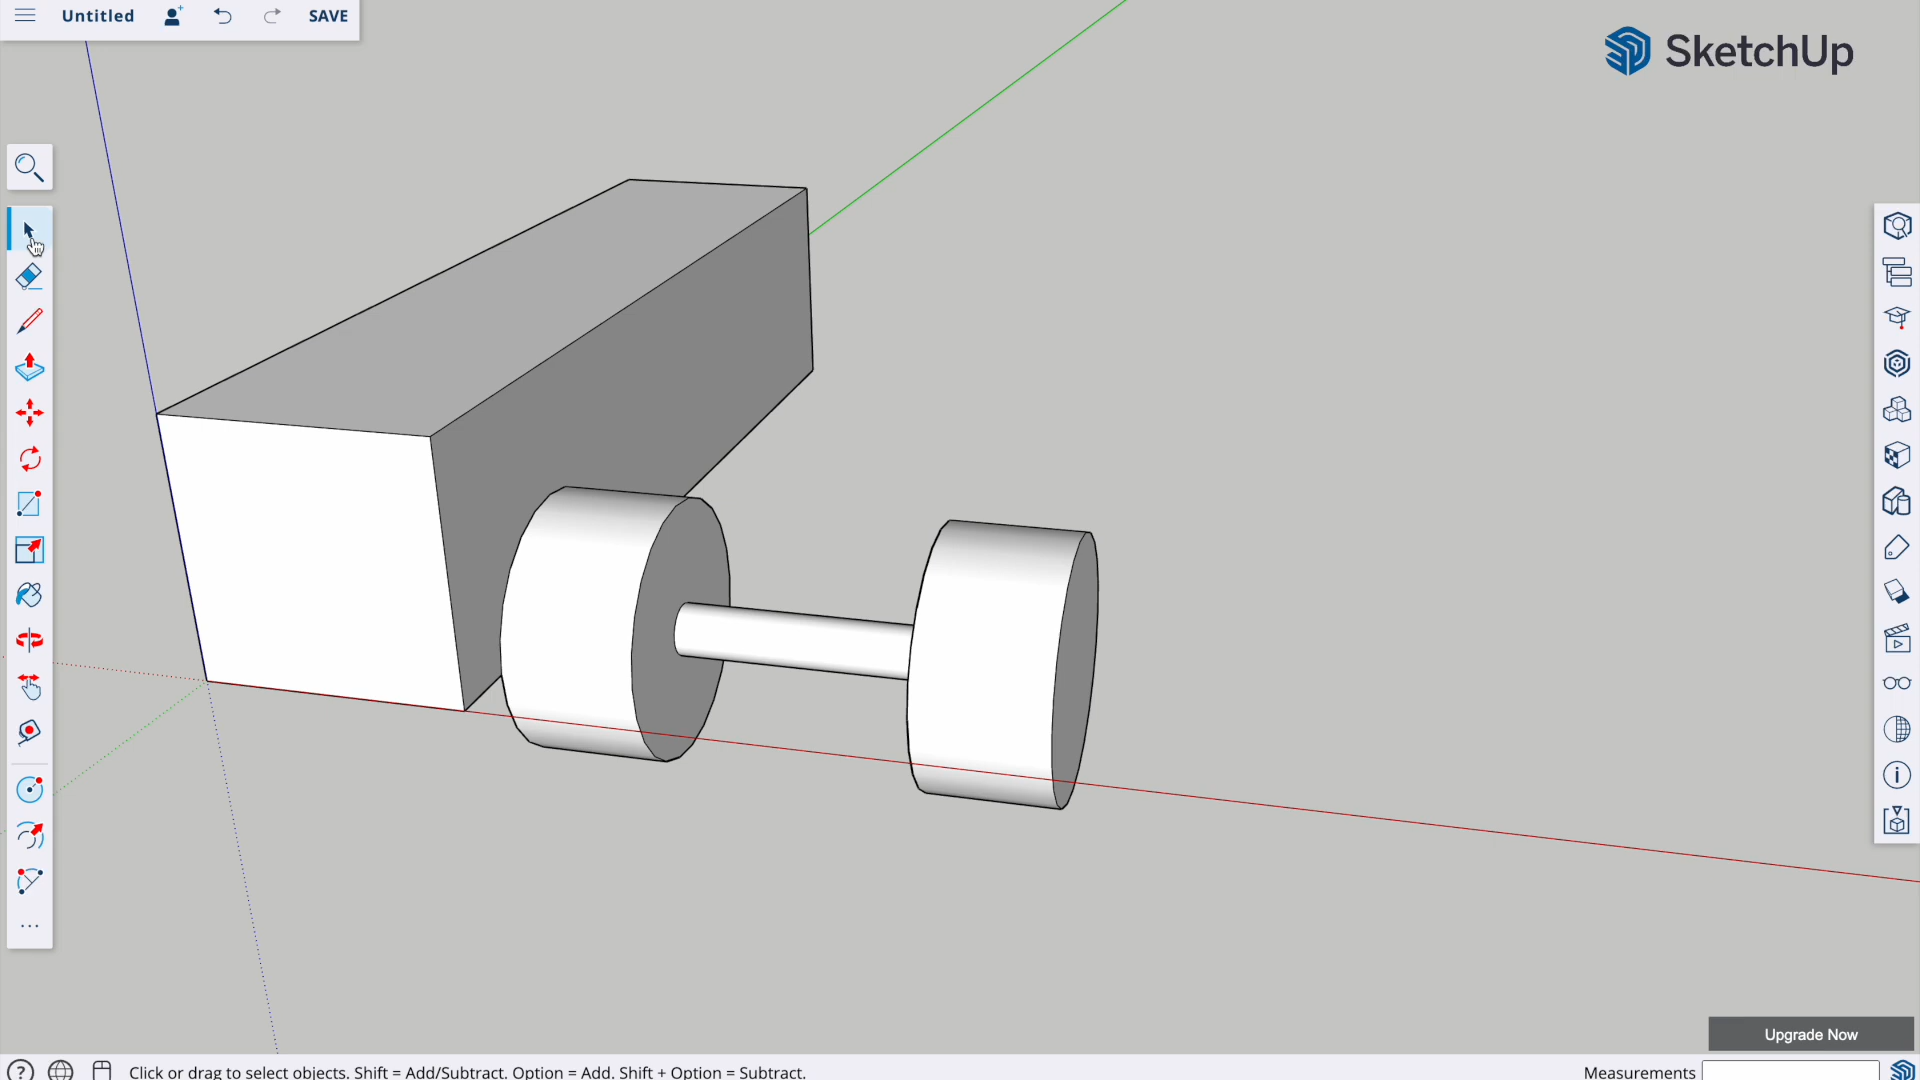 Untitled
SAVE
SketchUp
Upgrade Now
Click or drag to select objects. Shift = Add/Subtract. Option = Add. Shift + Option = Subtract.
Measurements